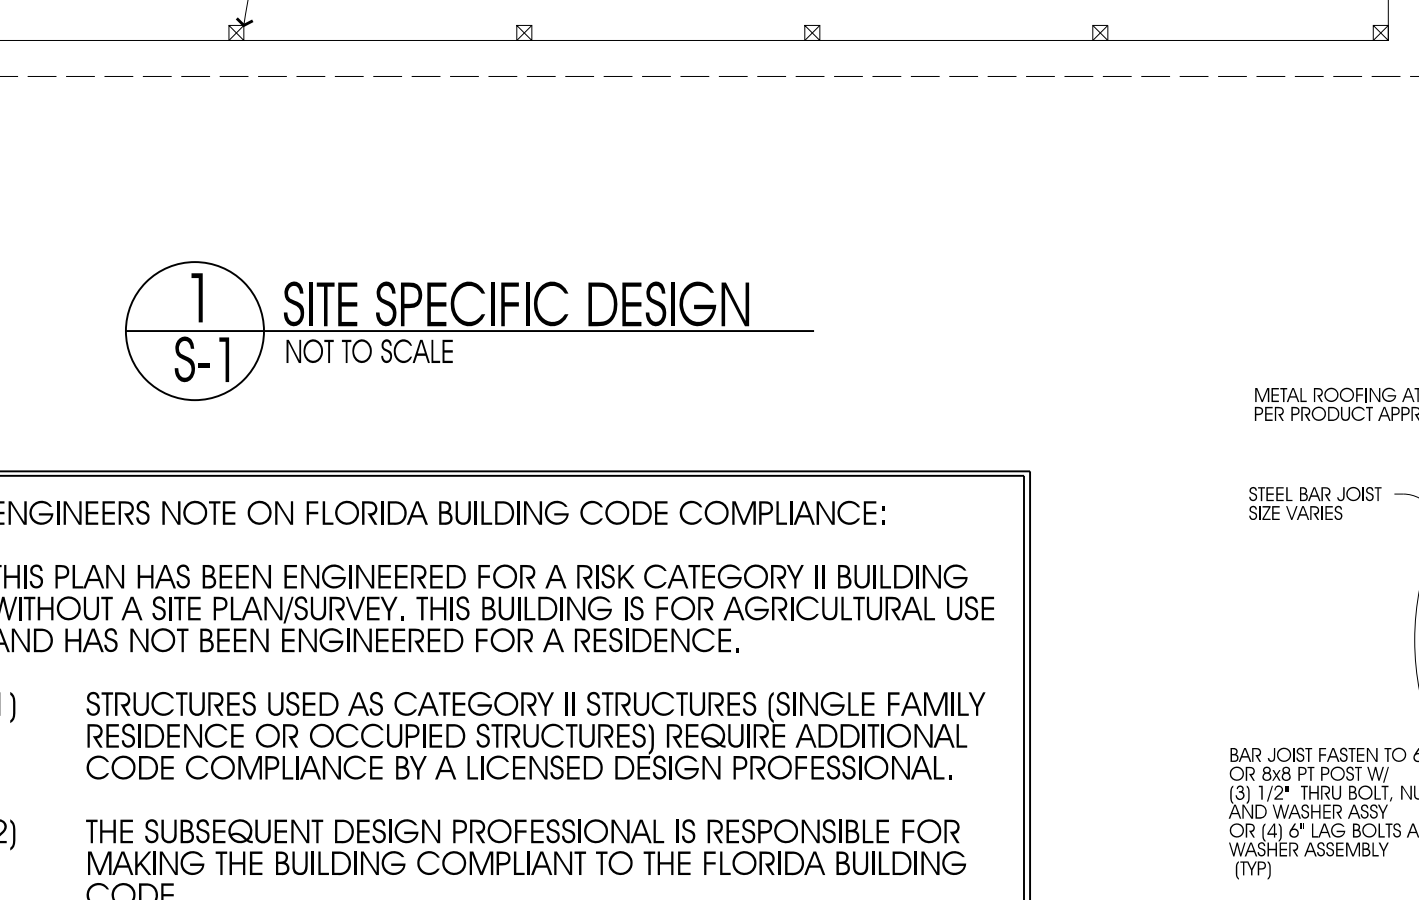 1
S-1
SITE SPECIFIC DESIGN
NOT TO SCALE
ENGINEERS NOTE ON FLORIDA BUILDING CODE COMPLIANCE:
THIS PLAN HAS BEEN ENGINEERED FOR A RISK CATEGORY II BUILDING
WITHOUT A SITE PLAN/SURVEY. THIS BUILDING IS FOR AGRICULTURAL USE
AND HAS NOT BEEN ENGINEERED FOR A RESIDENCE.
1) STRUCTURES USED AS CATEGORY II STRUCTURES (SINGLE FAMILY
RESIDENCE OR OCCUPIED STRUCTURES) REQUIRE ADDITIONAL
CODE COMPLIANCE BY A LICENSED DESIGN PROFESSIONAL.
2) THE SUBSEQUENT DESIGN PROFESSIONAL IS RESPONSIBLE FOR
MAKING THE BUILDING COMPLIANT TO THE FLORIDA BUILDING
CODE
METAL ROOFING
PER PRODUCT
STEEL BAR JOIST
SIZE VARIES
BAR JOIST FASTEN TO
OR 8x8 PT POST W/
(3) 1/2" THRU BOLT,
AND WASHER ASSY
OR (4) 6" LAG BOLTS
WASHER ASSEMBLY
(TYP)